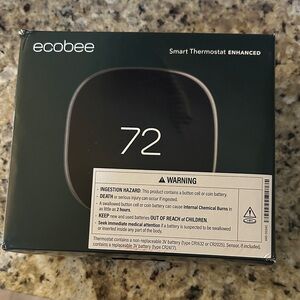 ecobee
Smart Thermostat ENHANCED
72
⚠ WARNING
INGESTION HAZARD: This product contains a button cell or coin battery.
DEATH or serious injury can occur if ingested.
A swallowed button cell or coin battery can cause Internal Chemical Burns in
as little as 2 hours.
KEEP new and used batteries OUT OF REACH of CHILDREN.
Seek immediate medical attention if a battery is suspected to be swallowed
or inserted inside any part of the body.
Thermostat contains a non replaceable 3V battery (type CR1632 or CR2025). Sensor, if included,
contains a replaceable 3V battery (type CR2477).